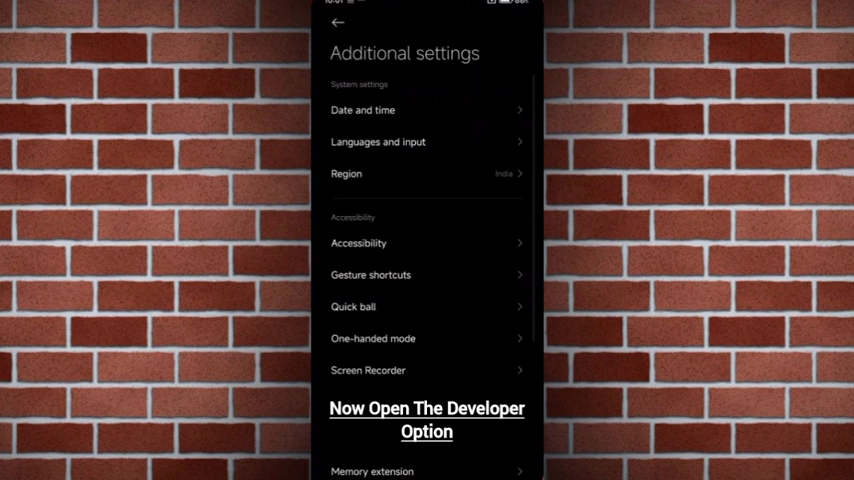 Additional settings
System settings
Date and time
Languages and input
Region India
Accessibility
Accessibility
Gesture shortcuts
Quick ball
One-handed mode
Screen Recorder
Now Open The Developer
Option
Memory extension